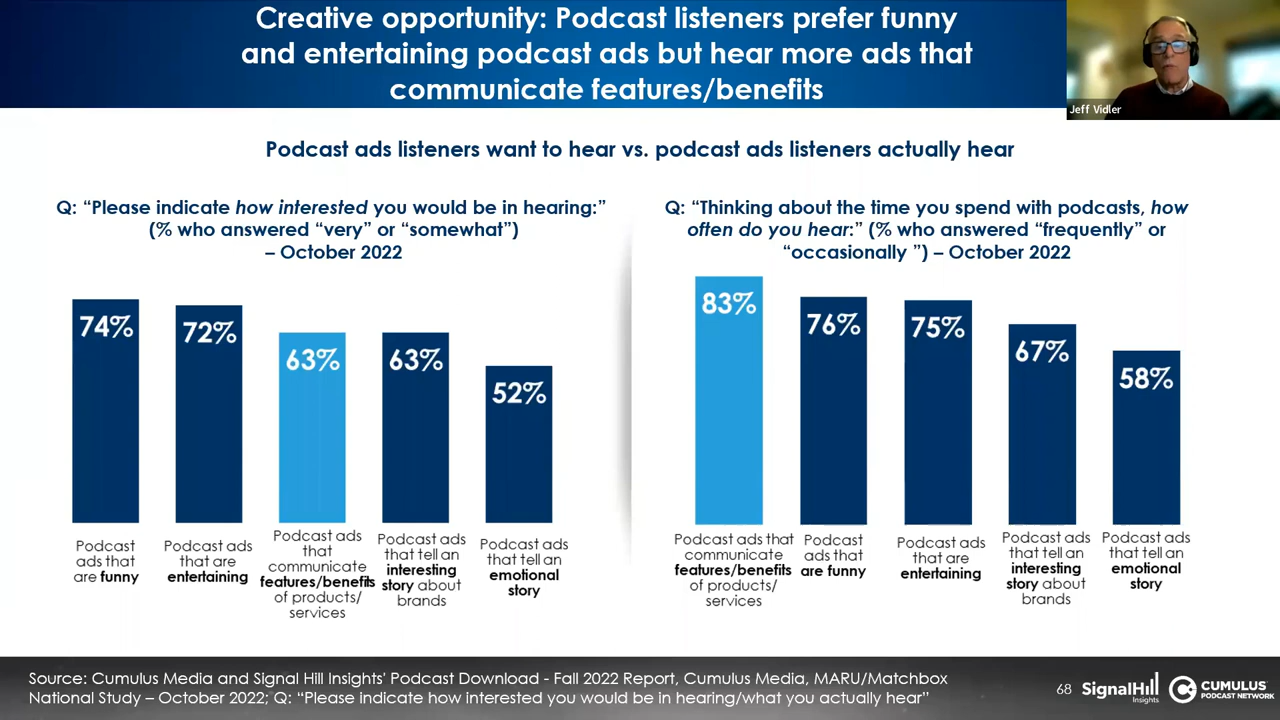 Creative opportunity: Podcast listeners prefer funny
and entertaining podcast ads but hear more ads that
communicate features/benefits
Jeff Vidler
Podcast ads listeners want to hear vs. podcast ads listeners actually hear
Q: “Please indicate how interested you would be in hearing:”
(% who answered “very” or “somewhat”)
– October 2022
74%
72%
63%
63%
52%
Podcast
ads that
are funny
Podcast ads
that are
entertaining
Podcast ads
that
communicate
features/benefits
of products/
services
Podcast ads
that tell an
interesting
story about
brands
Podcast ads
that tell an
emotional
story
Q: “Thinking about the time you spend with podcasts, how
often do you hear:” (% who answered “frequently” or
“occasionally ”) – October 2022
83%
76%
75%
67%
58%
Podcast ads that
communicate
features/benefits
of products/
services
Podcast
ads that
are funny
Podcast ads
that are
entertaining
Podcast ads
that tell an
interesting
story about
brands
Podcast ads
that tell an
emotional
story
Source: Cumulus Media and Signal Hill Insights' Podcast Download - Fall 2022 Report, Cumulus Media, MARU/Matchbox
National Study – October 2022; Q: “Please indicate how interested you would be in hearing/what you actually hear”
68
SignalHill
Insights
CUMULUS
PODCAST NETWORK